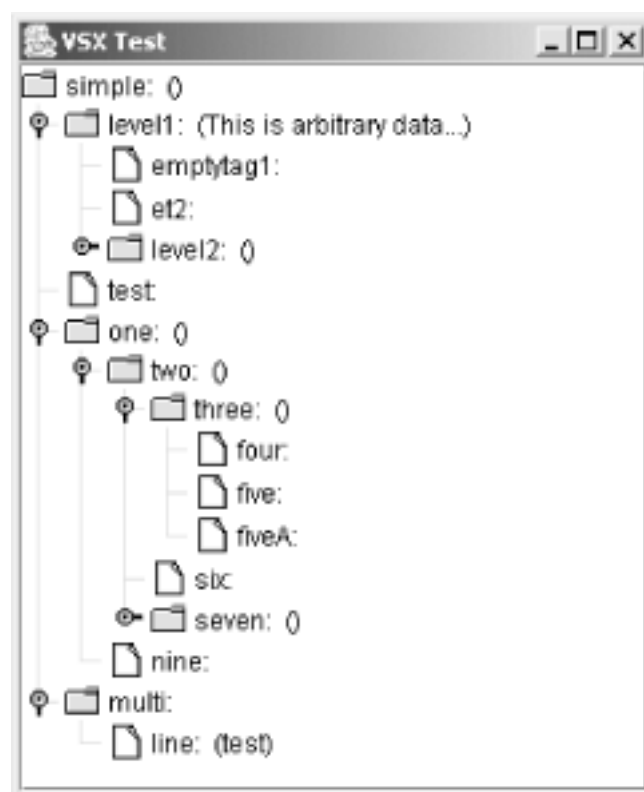 VSX Test
simple: ()
level1: (This is arbitrary data...)
emptytag1:
et2:
level2: ()
test:
one: ()
two: ()
three: ()
four:
five:
fiveA:
six:
seven: ()
nine:
multi:
line: (test)